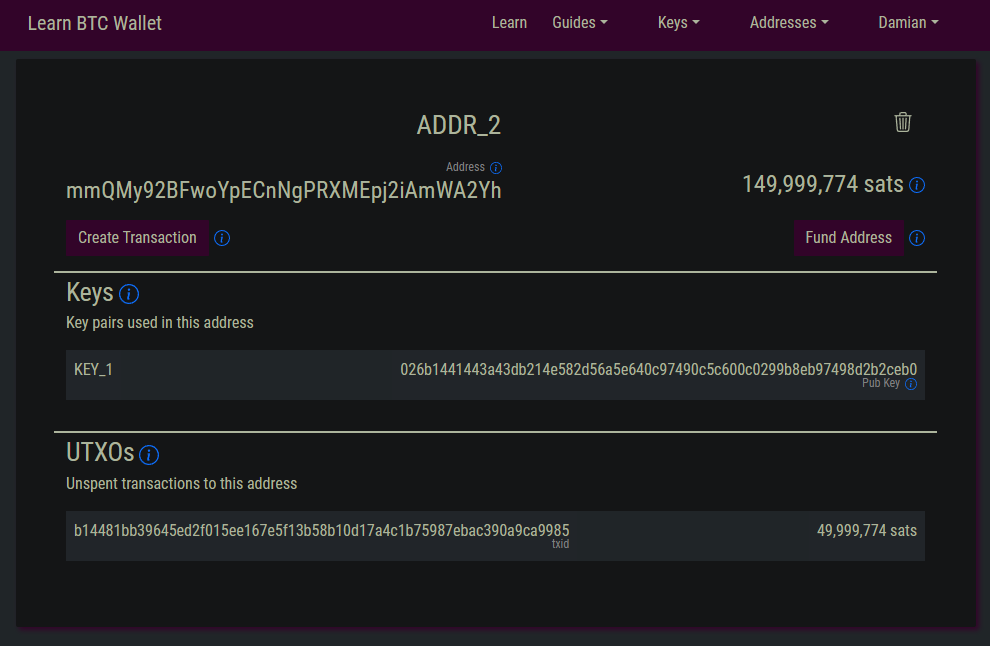 Learn BTC Wallet Learn Guides Keys Addresses Damian
ADDR_2
Address
mmQMy92BFwoYpECnNgPRXMEpj2iAmWA2Yh 149,999,774 sats
Create Transaction Fund Address
Keys
Key pairs used in this address
KEY_1 026b1441443a43db214e582d56a5e640c97490c5c600c0299b8eb97498d2b2ceb0
Pub Key
UTXOs
Unspent transactions to this address
b14481bb39645ed2f015ee167e5f13b58b10d17a4c1b75987ebac390a9ca9985 49,999,774 sats
txid